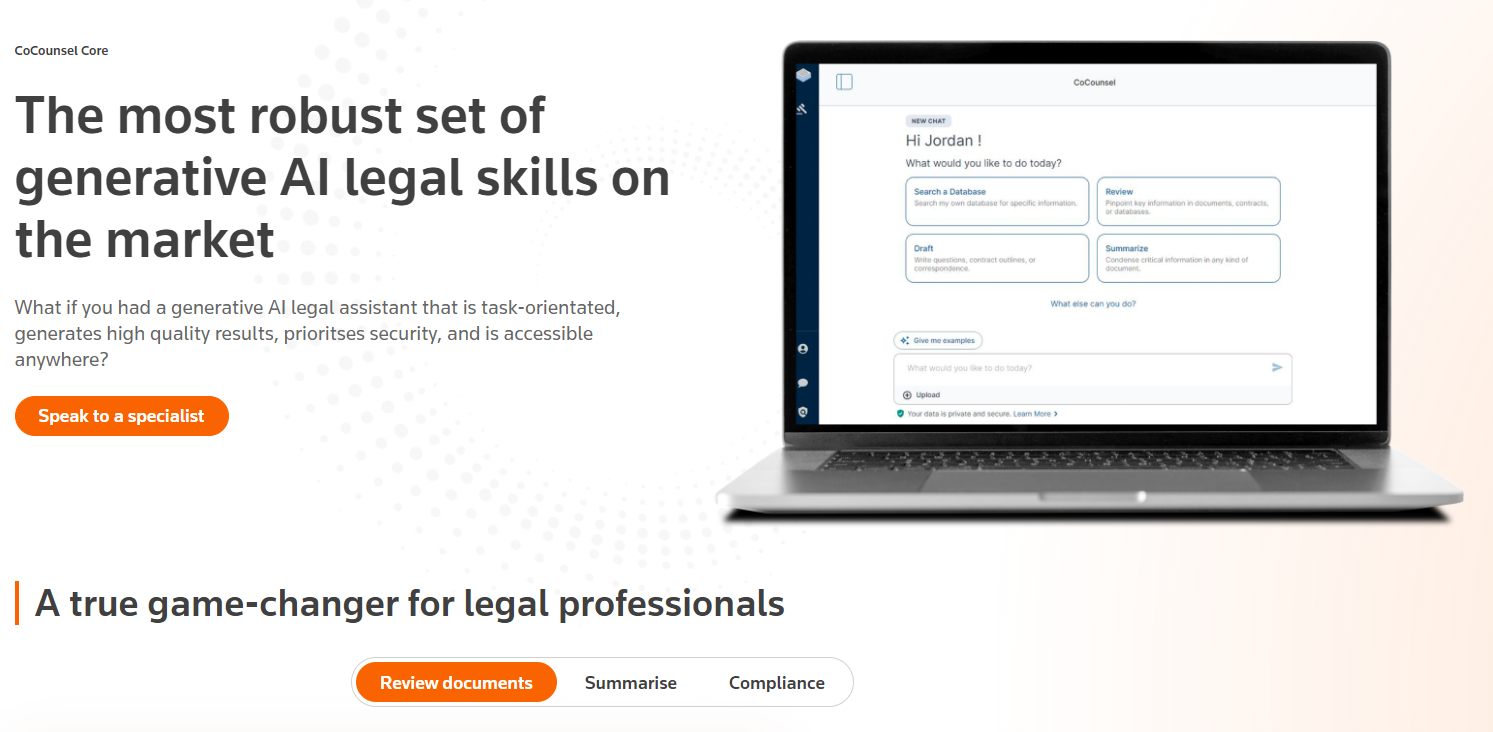 CoCounsel Core
The most robust set of
generative AI legal skills on
the market
What if you had a generative AI legal assistant that is task-orientated,
generates high quality results, prioritses security, and is accessible
anywhere?
Speak to a specialist
CoCounsel
NEW CHAT
Hi Jordan !
What would you like to do today?
Search a Database
Search my own database for specific information.
Review
Pinpoint key information in documents, contracts,
or databases.
Draft
Write questions, contract outlines, or
correspondence.
Summarize
Condense critical information in any kind of
document.
What else can you do?
Give me examples
What would you like to do today?
Upload
Your data is private and secure. Learn More >
A true game-changer for legal professionals
Review documents
Summarise
Compliance